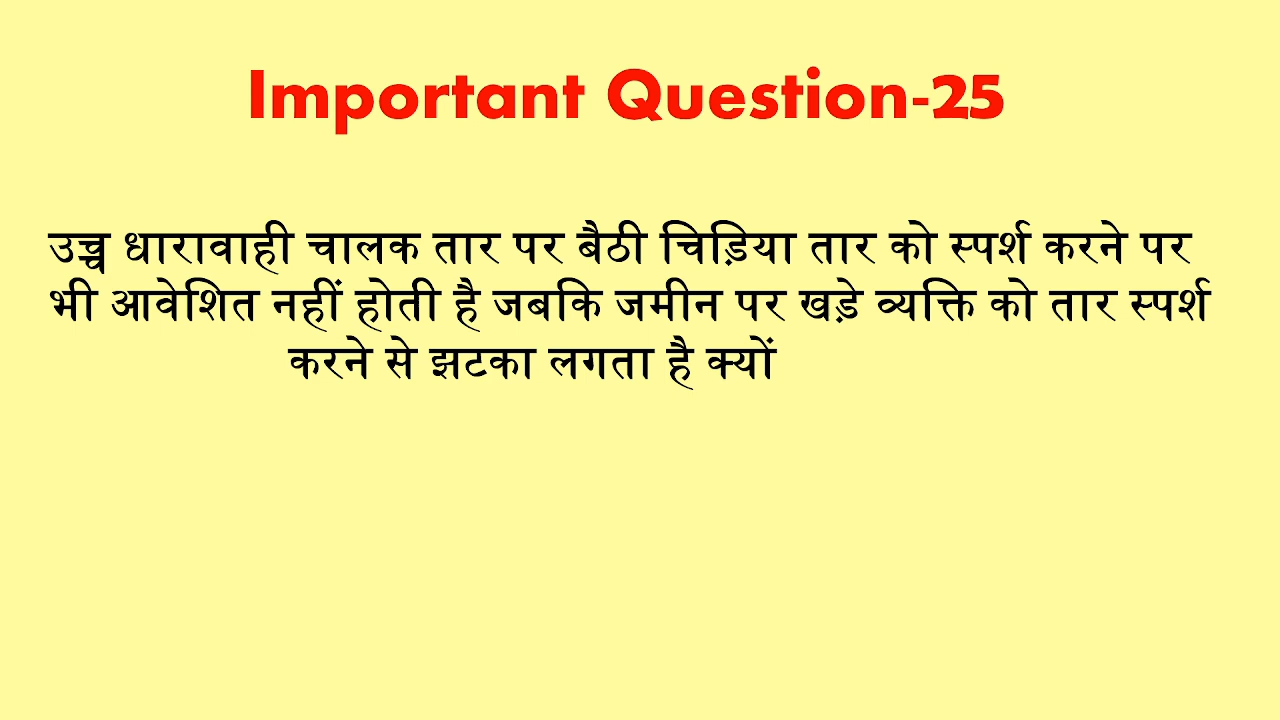 Important Question-25
उच्च धारावाही चालक तार पर बैठी चिड़िया तार को स्पर्श करने पर
भी आवेशित नहीं होती है जबकि जमीन पर खड़े व्यक्ति को तार स्पर्श
करने से झटका लगता है क्यों